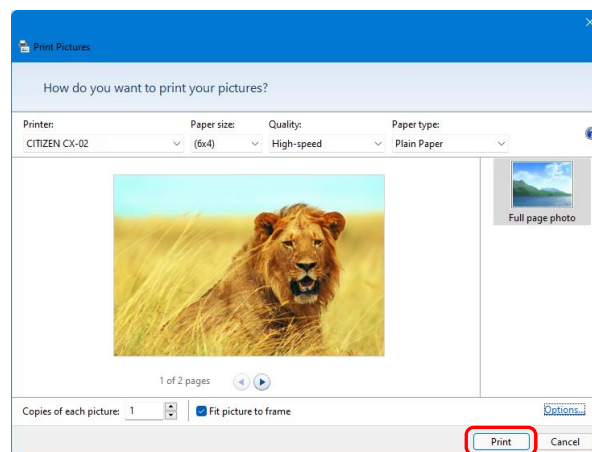 Print Pictures
How do you want to print your pictures?
Printer: Paper size: Quality: Paper type:
CITIZEN CX-02 (6x4) High-speed Plain Paper
Full page photo
1 of 2 pages
Copies of each picture: 1 Fit picture to frame Options...
Print Cancel